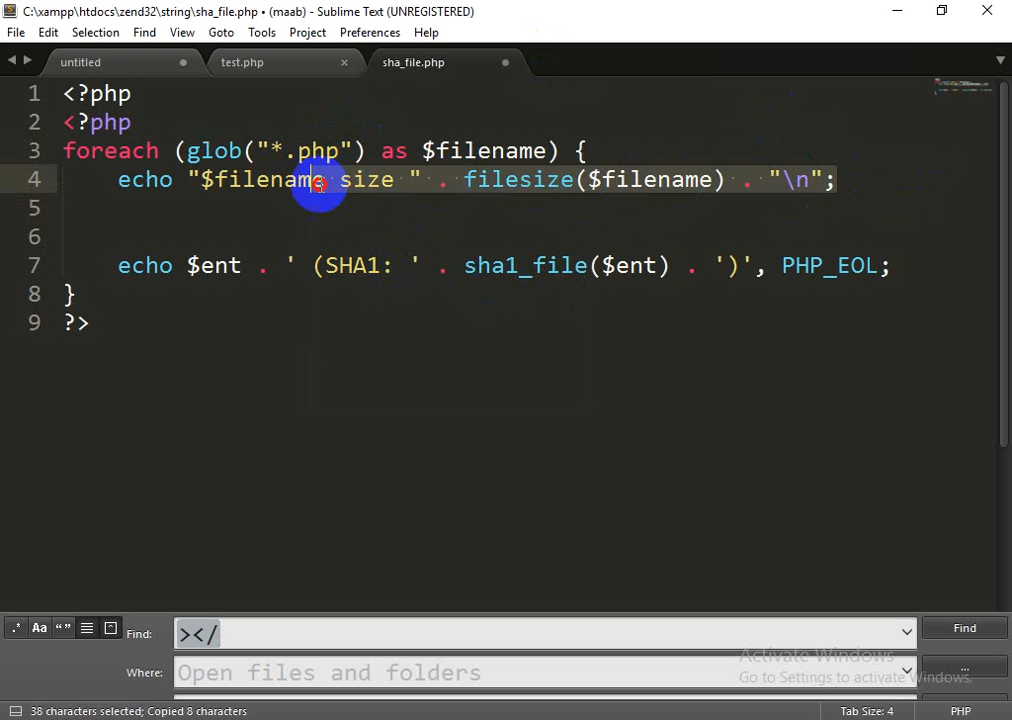 C:\xampp\htdocs\zend32\string\sha_file.php • (maab) - Sublime Text (UNREGISTERED)
File Edit Selection Find View Goto Tools Project Preferences Help
untitled test.php sha_file.php
1 <?php
2 <?php
3 foreach (glob("*.php") as $filename) {
4 echo "$filename size " . filesize($filename) . "\n";
5
6
7 echo $ent . ' (SHA1: ' . sha1_file($ent) . ')', PHP_EOL;
8 }
9 ?>
.* Aa “” Find: ></ Find
Where: Open files and folders ...
Activate Windows
Go to Settings to activate Windows.
38 characters selected; Copied 8 characters Tab Size: 4 PHP